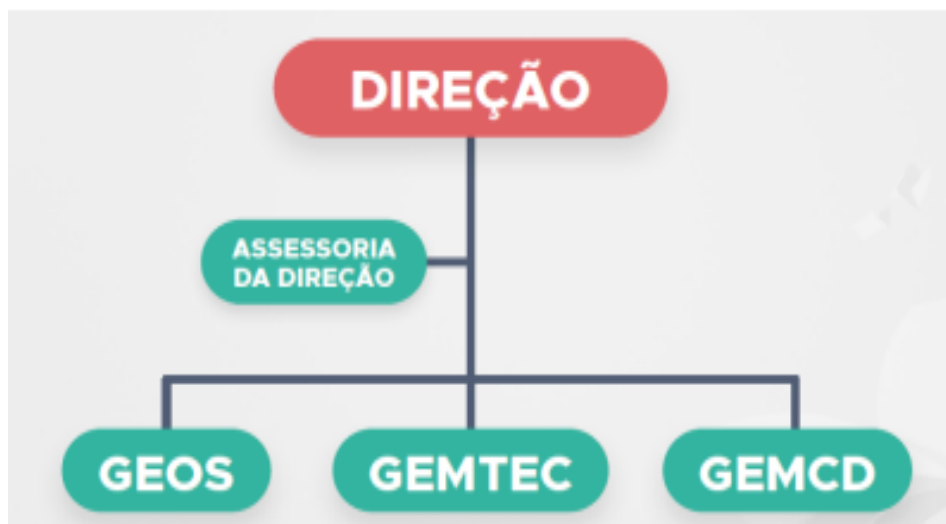 DIREÇÃO
ASSESSORIA
DA DIREÇÃO
GEOS
GEMTEC
GEMCD